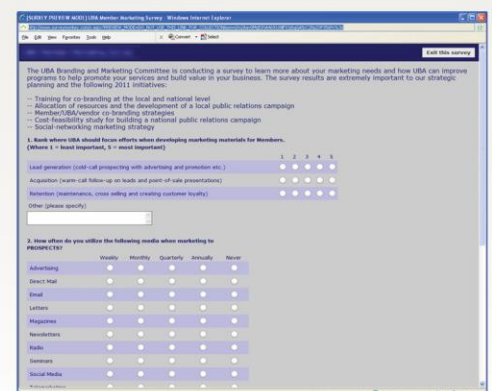 [SURVEY PREVIEW MODE] UBA Member Marketing Survey - Windows Internet Explorer
File Edit View Favorites Tools Help
Convert Select
Exit this survey
The UBA Branding and Marketing Committee is conducting a survey to learn more about your marketing needs and how UBA can improve
programs to help promote your services and build value in your business. The survey results are extremely important to our strategic
planning and the following 2011 initiatives:
-- Training for co-branding at the local and national level
-- Allocation of resources and the development of a local public relations campaign
-- Member/UBA/vendor co-branding strategies
-- Cost-feasibility study for building a national public relations campaign
-- Social-networking marketing strategy
1. Rank where UBA should focus efforts when developing marketing materials for Members.
(Where 1 = least important, 5 = most important)
1 2 3 4 5
Lead generation (cold-call prospecting with advertising and promotion etc.)
Acquisition (warm-call follow-up on leads and point-of-sale presentations)
Retention (maintenance, cross selling and creating customer loyalty)
Other (please specify)
2. How often do you utilize the following media when marketing to
PROSPECTS?
Weekly Monthly Quarterly Annually Never
Advertising
Direct Mail
Email
Letters
Magazines
Newsletters
Radio
Seminars
Social Media